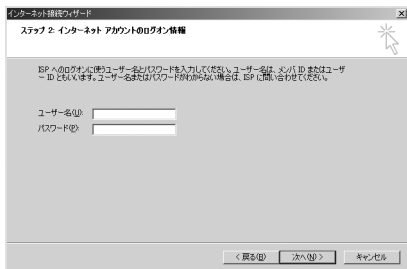 インターネット接続ウィザード
ステップ 2: インターネット アカウントのログオン情報
ISP へのログオンに使うユーザー名とパスワードを入力してください。ユーザー名は、メンバ ID またはユーザ
ー ID ともいいます。ユーザー名またはパスワードがわからない場合は、ISP に問い合わせてください。
ユーザー名(U):
パスワード(P):
< 戻る(B)
次へ(N) >
キャンセル